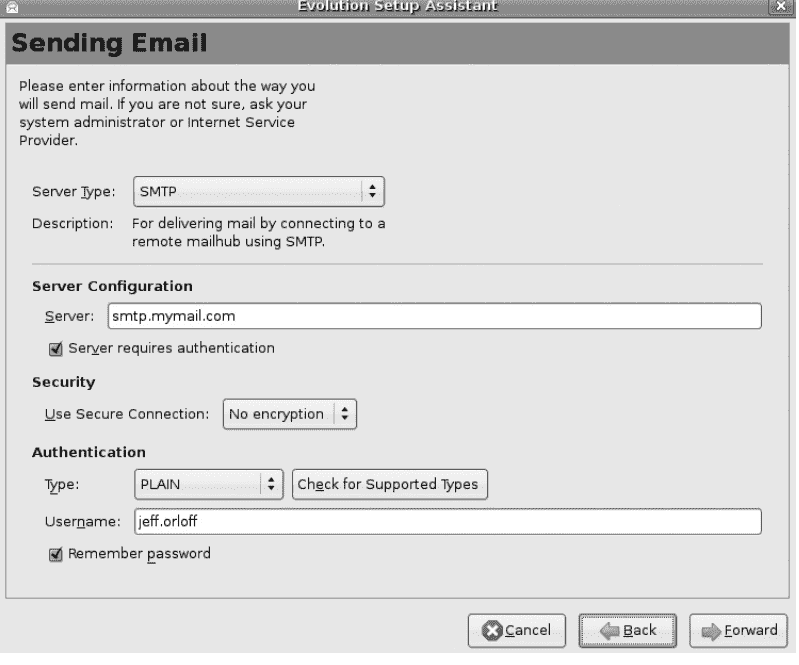 Evolution Setup Assistant
Sending Email
Please enter information about the way you
will send mail. If you are not sure, ask your
system administrator or Internet Service
Provider.
Server Type: SMTP
Description: For delivering mail by connecting to a
remote mailhub using SMTP.
Server Configuration
Server: smtp.mymail.com
Server requires authentication
Security
Use Secure Connection: No encryption
Authentication
Type: PLAIN Check for Supported Types
Username: jeff.orloff
Remember password
Cancel Back Forward